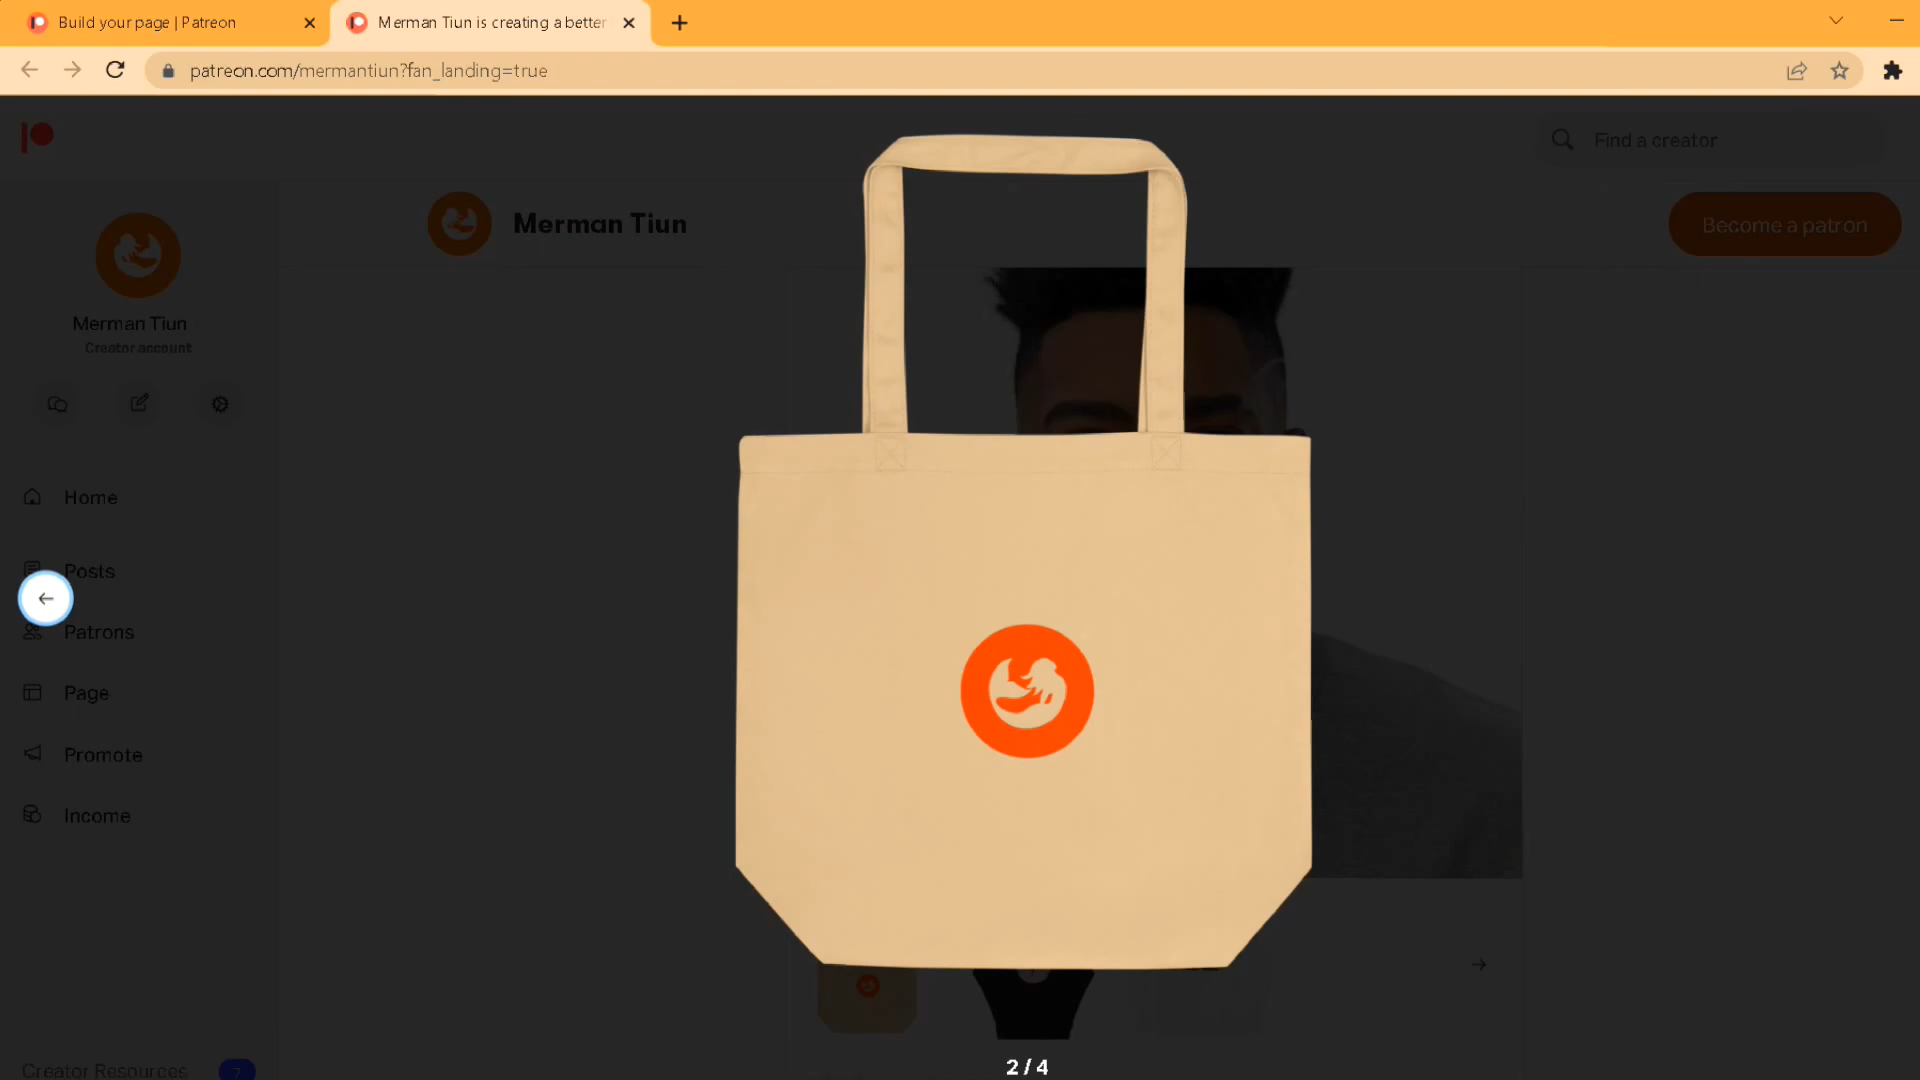 Build your page | Patreon
Merman Tiun is creating a better
patreon.com/mermantiun?fan_landing=true
Find a creator
Merman Tiun
Become a patron
Merman Tiun
Creator account
Home
Posts
Patrons
Page
Promote
Income
Creator Resources
7
2 / 4